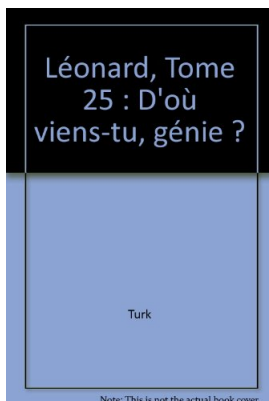 Léonard, Tome
25 : D'où
viens-tu, génie ?
Turk
Note: This is not the actual book cover